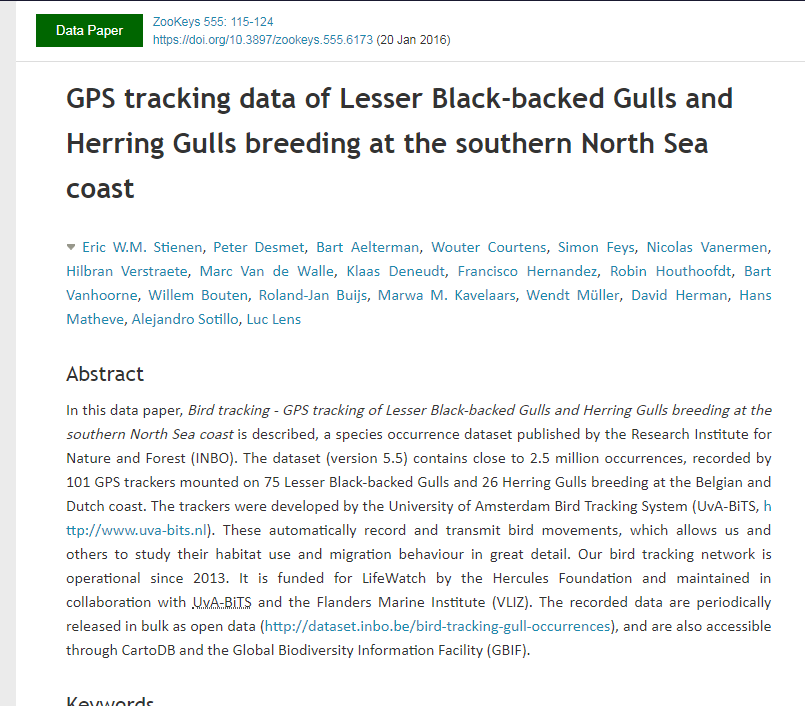 Data Paper
ZooKeys 555: 115-124
https://doi.org/10.3897/zookeys.555.6173 (20 Jan 2016)
GPS tracking data of Lesser Black-backed Gulls and
Herring Gulls breeding at the southern North Sea
coast
Eric W.M. Stienen, Peter Desmet, Bart Aelterman, Wouter Courtens, Simon Feys, Nicolas Vanermen,
Hilbran Verstraete, Marc Van de Walle, Klaas Deneudt, Francisco Hernandez, Robin Houthoofdt, Bart
Vanhoorne, Willem Bouten, Roland-Jan Buijs, Marwa M. Kavelaars, Wendt Müller, David Herman, Hans
Matheve, Alejandro Sotillo, Luc Lens
Abstract
In this data paper, Bird tracking - GPS tracking of Lesser Black-backed Gulls and Herring Gulls breeding at the
southern North Sea coast is described, a species occurrence dataset published by the Research Institute for
Nature and Forest (INBO). The dataset (version 5.5) contains close to 2.5 million occurrences, recorded by
101 GPS trackers mounted on 75 Lesser Black-backed Gulls and 26 Herring Gulls breeding at the Belgian and
Dutch coast. The trackers were developed by the University of Amsterdam Bird Tracking System (UvA-BiTS, h
ttp://www.uva-bits.nl). These automatically record and transmit bird movements, which allows us and
others to study their habitat use and migration behaviour in great detail. Our bird tracking network is
operational since 2013. It is funded for LifeWatch by the Hercules Foundation and maintained in
collaboration with UvA-BiTS and the Flanders Marine Institute (VLIZ). The recorded data are periodically
released in bulk as open data (http://dataset.inbo.be/bird-tracking-gull-occurrences), and are also accessible
through CartoDB and the Global Biodiversity Information Facility (GBIF).
Keywords